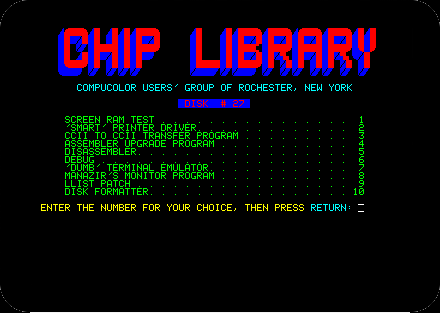 CHIP LIBRARY
COMPUCOLOR USERS' GROUP OF ROCHESTER, NEW YORK
DISK # 27
SCREEN RAM TEST . . . . . . . . . . . . . 1
'SMART' PRINTER DRIVER . . . . . . . . . . 2
CCII TO CCII TRANSFER PROGRAM . . . . . . . 3
ASSEMBLER UPGRADE PROGRAM . . . . . . . . . 4
DISASSEMBLER . . . . . . . . . . . . . . 5
DEBUG . . . . . . . . . . . . . . . . . 6
'DUMB' TERMINAL EMULATOR . . . . . . . . . 7
MANAZIR'S MONITOR PROGRAM . . . . . . . . . 8
LLIST PATCH . . . . . . . . . . . . . . . 9
DISK FORMATTER . . . . . . . . . . . . . 10
ENTER THE NUMBER FOR YOUR CHOICE, THEN PRESS RETURN: _